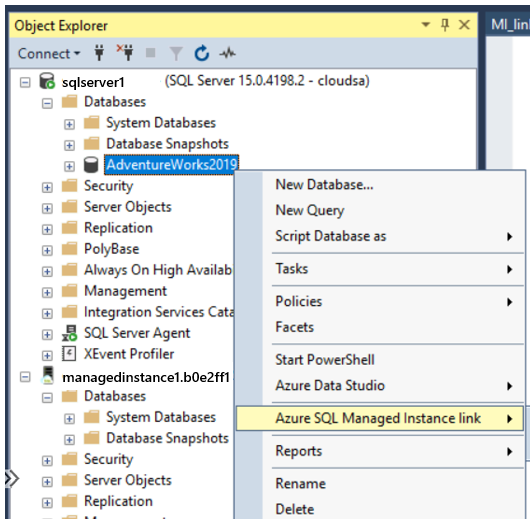 Object Explorer
MI_lin
Connect
sqlserver1 (SQL Server 15.0.4198.2 - cloudsa)
Databases
System Databases
Database Snapshots
AdventureWorks2019
Security
Server Objects
Replication
PolyBase
Always On High Availab
Management
Integration Services Cata
SQL Server Agent
XEvent Profiler
managedinstance1.b0e2ff1
Databases
System Databases
Database Snapshots
Security
Server Objects
Replication
New Database...
New Query
Script Database as
Tasks
Policies
Facets
Start PowerShell
Azure Data Studio
Azure SQL Managed Instance link
Reports
Rename
Delete